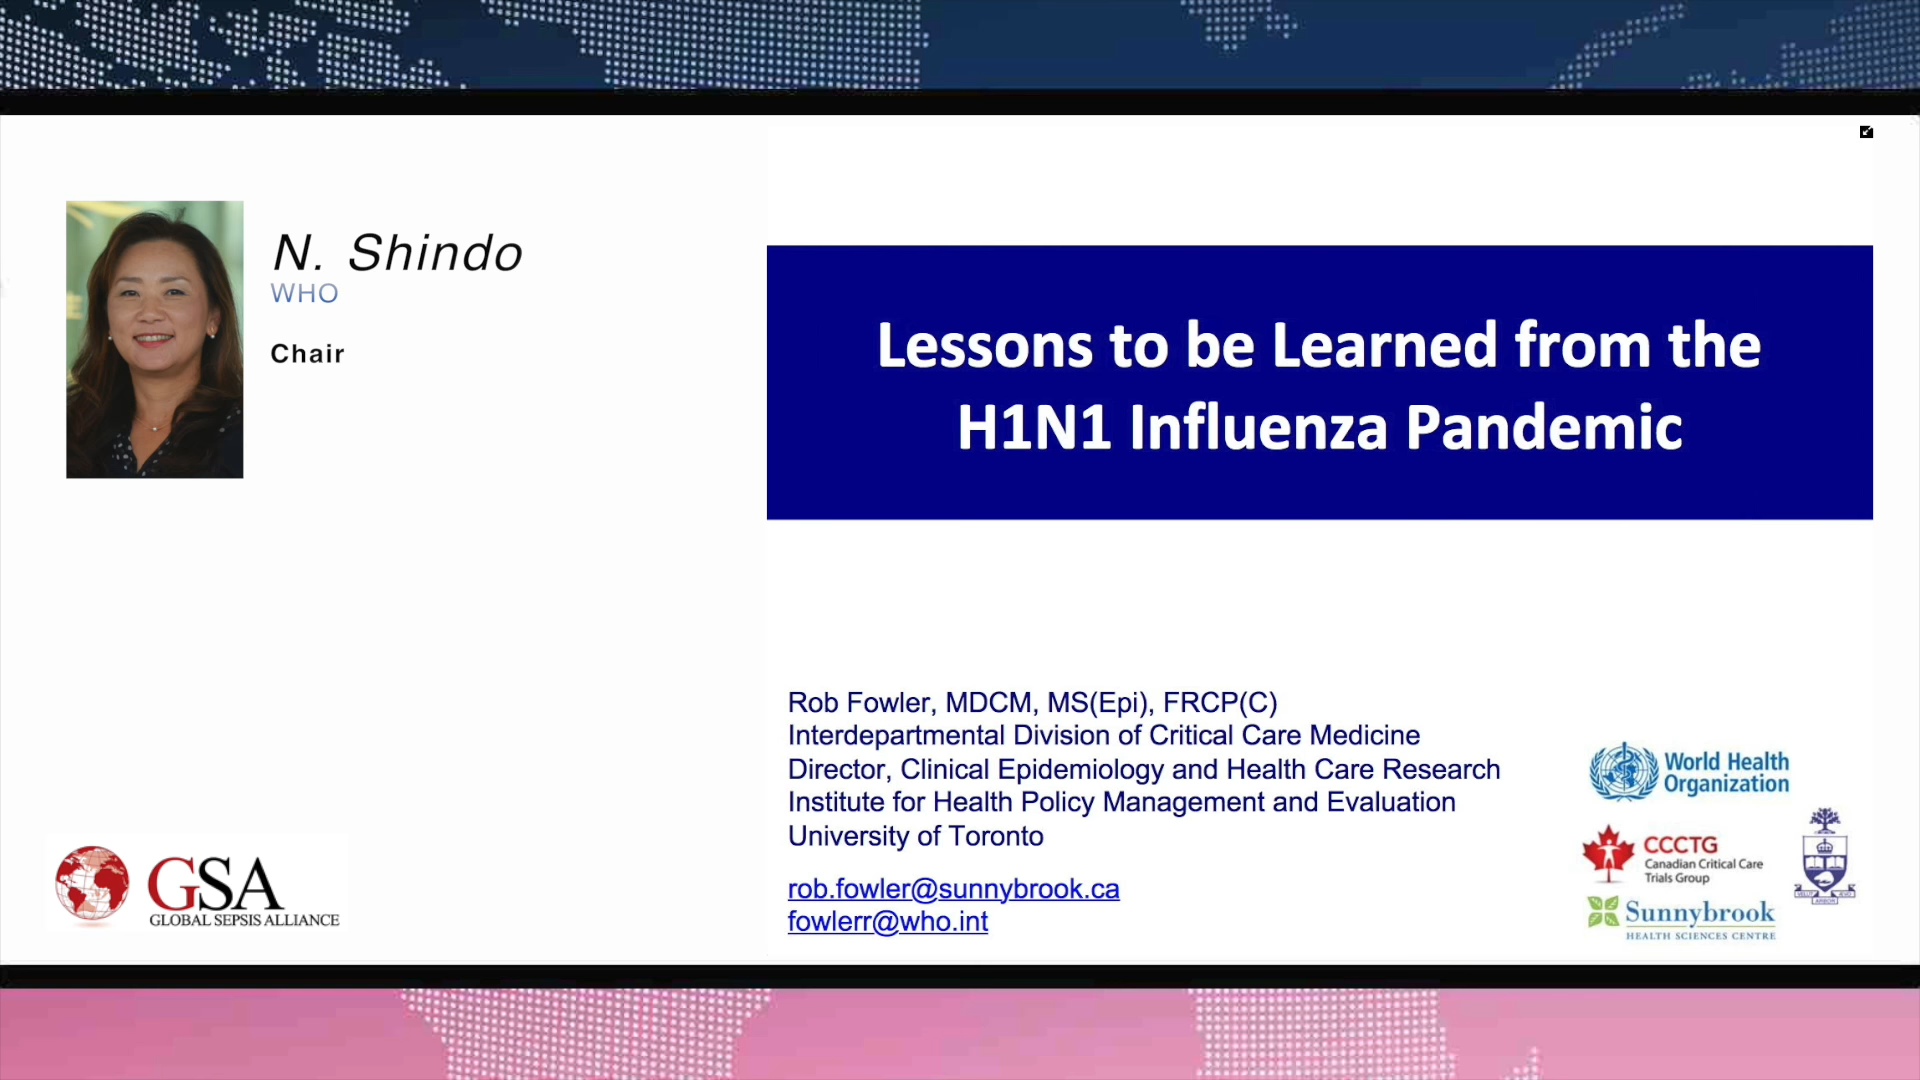 N. Shindo
WHO
Chair
Lessons to be Learned from the
H1N1 Influenza Pandemic
Rob Fowler, MDCM, MS(Epi), FRCP(C)
Interdepartmental Division of Critical Care Medicine
Director, Clinical Epidemiology and Health Care Research
Institute for Health Policy Management and Evaluation
University of Toronto
rob.fowler@sunnybrook.ca
fowlerr@who.int
World Health
Organization
CCCTG
Canadian Critical Care
Trials Group
Sunnybrook
HEALTH SCIENCES CENTRE
GSA
GLOBAL SEPSIS ALLIANCE